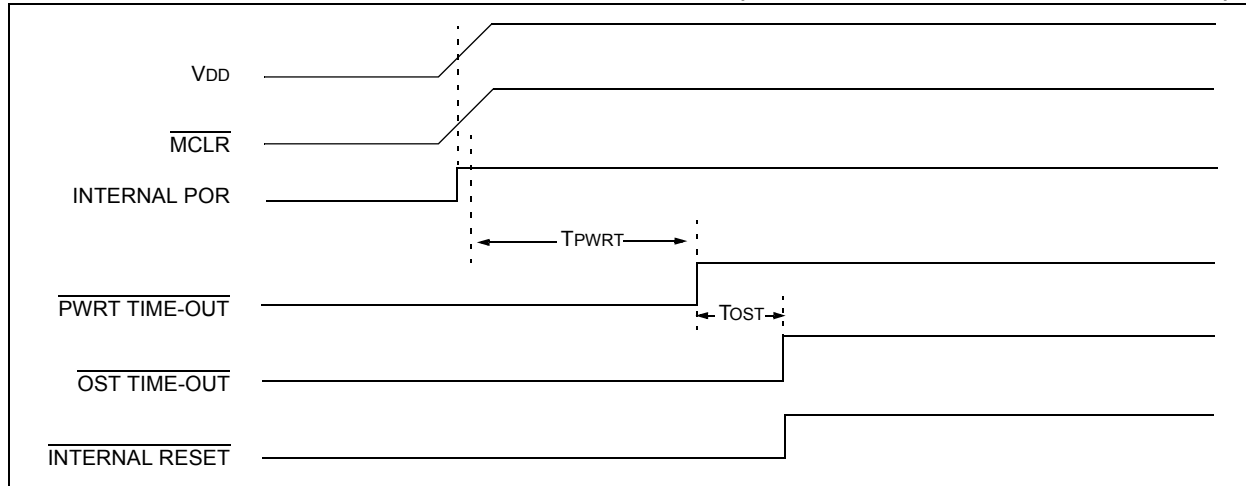 VDD
MCLR
INTERNAL POR
TPWRT
PWRT TIME-OUT
TOST
OST TIME-OUT
INTERNAL RESET